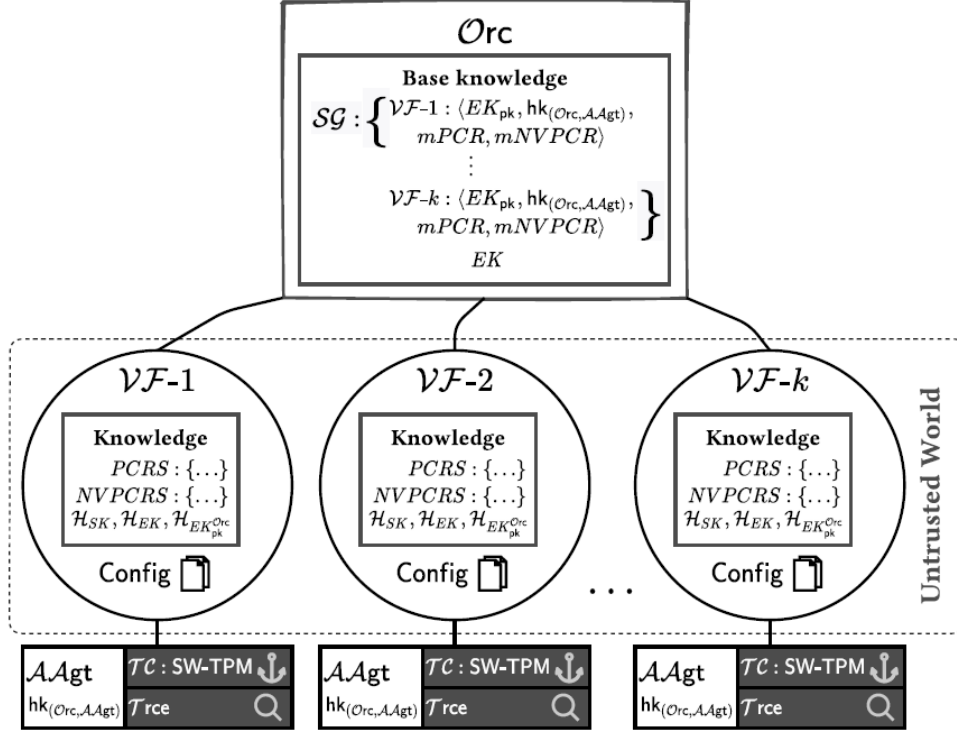 𝒪rc
Base knowledge
𝒮𝒢 : { 𝒱ℱ-1 : ⟨EK_pk, hk_(𝒪rc,𝒜𝒜gt),
mPCR, mNVPCR⟩
⋮
𝒱ℱ-k : ⟨EK_pk, hk_(𝒪rc,𝒜𝒜gt),
mPCR, mNVPCR⟩ }
EK
𝒱ℱ-1
Knowledge
PCRS : {...}
NVPCRS : {...}
ℋ_SK, ℋ_EK, ℋ_EK_pk^𝒪rc
Config
𝒱ℱ-2
Knowledge
PCRS : {...}
NVPCRS : {...}
ℋ_SK, ℋ_EK, ℋ_EK_pk^𝒪rc
Config
...
𝒱ℱ-k
Knowledge
PCRS : {...}
NVPCRS : {...}
ℋ_SK, ℋ_EK, ℋ_EK_pk^𝒪rc
Config
Untrusted World
𝒜𝒜gt
hk_(𝒪rc,𝒜𝒜gt)
𝒯𝒞 : SW-TPM
𝒯rce
𝒜𝒜gt
hk_(𝒪rc,𝒜𝒜gt)
𝒯𝒞 : SW-TPM
𝒯rce
𝒜𝒜gt
hk_(𝒪rc,𝒜𝒜gt)
𝒯𝒞 : SW-TPM
𝒯rce